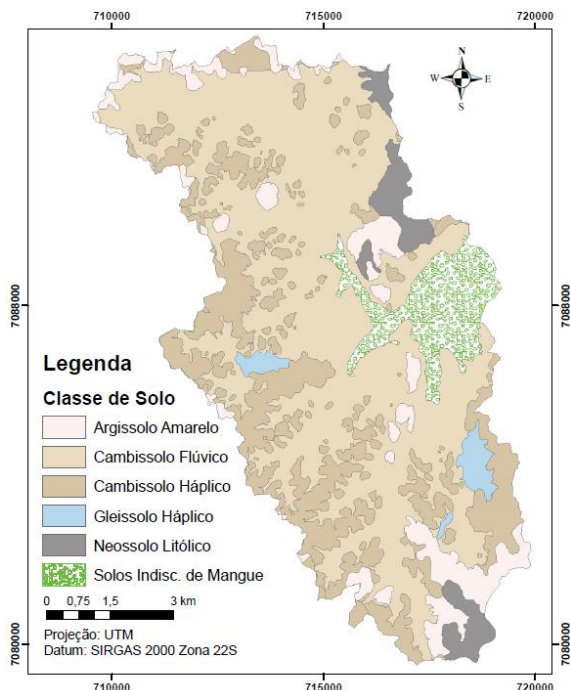 710000 715000 720000
N
W E
S
7088000 7088000
Legenda
Classe de Solo
Argissolo Amarelo
Cambissolo Flúvico
Cambissolo Háplico
Gleissolo Háplico
Neossolo Litólico
Solos Indisc. de Mangue
0 0,75 1,5 3 km
Projeção: UTM
Datum: SIRGAS 2000 Zona 22S
7080000 7080000
710000 715000 720000